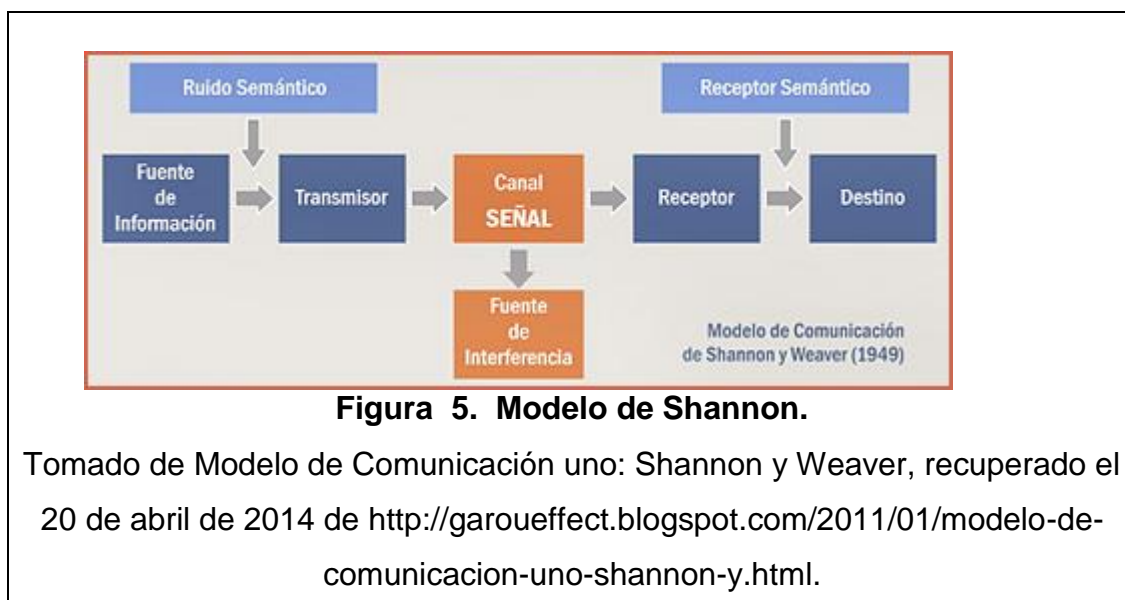 Ruido Semántico
Receptor Semántico
Fuente
de
Información
Transmisor
Canal
SEÑAL
Receptor
Destino
Fuente
de
Interferencia
Modelo de Comunicación
de Shannon y Weaver (1949)
Figura 5. Modelo de Shannon.
Tomado de Modelo de Comunicación uno: Shannon y Weaver, recuperado el
20 de abril de 2014 de http://garoueffect.blogspot.com/2011/01/modelo-de-
comunicacion-uno-shannon-y.html.